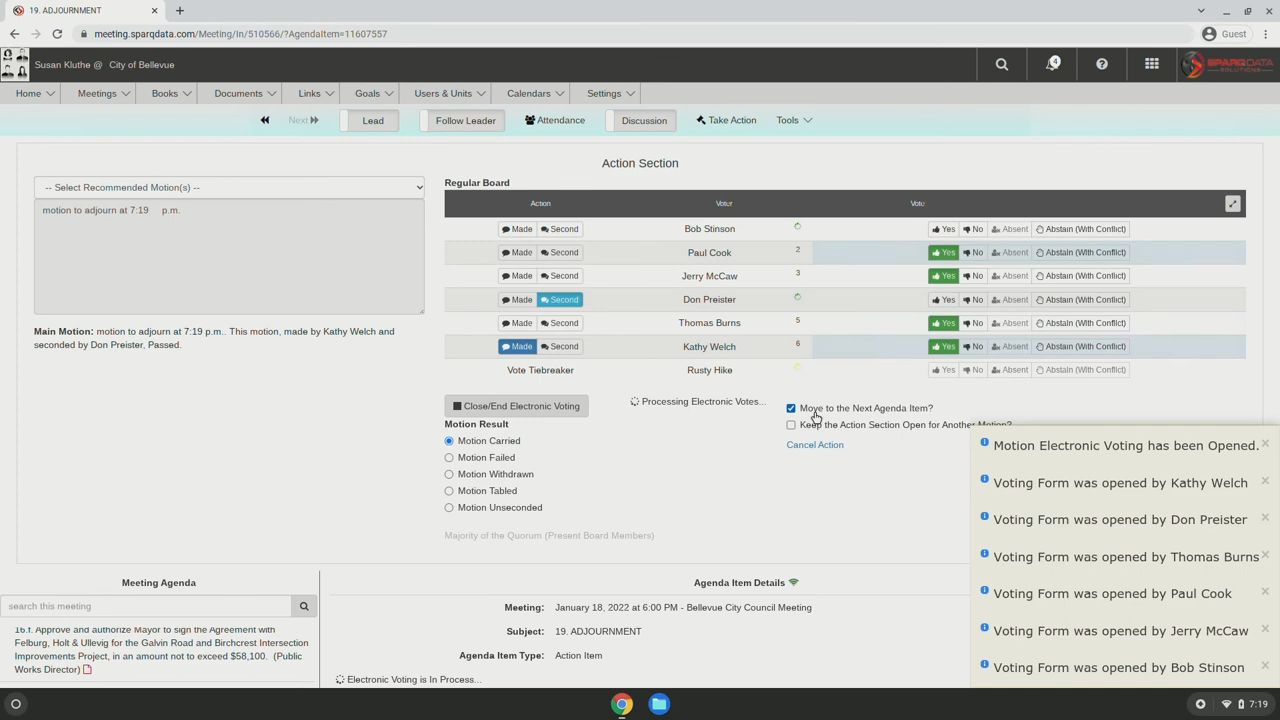 19. ADJOURNMENT
meeting.sparqdata.com/Meeting/In/510566/?AgendaItem=11607557
Guest
Susan Kluthe @ City of Bellevue
4
SPARQDATA
SOLUTIONS
Home Meetings Books Documents Links Goals Users & Units Calendars Settings
Next Lead Follow Leader Attendance Discussion Take Action Tools
Action Section
-- Select Recommended Motion(s) --
motion to adjourn at 7:19 p.m.
Main Motion: motion to adjourn at 7:19 p.m.. This motion, made by Kathy Welch and
seconded by Don Preister, Passed.
Regular Board
Action Voter Vote
Made Second Bob Stinson Yes No Absent Abstain (With Conflict)
Made Second Paul Cook 2 Yes No Absent Abstain (With Conflict)
Made Second Jerry McCaw 3 Yes No Absent Abstain (With Conflict)
Made Second Don Preister Yes No Absent Abstain (With Conflict)
Made Second Thomas Burns 5 Yes No Absent Abstain (With Conflict)
Made Second Kathy Welch 6 Yes No Absent Abstain (With Conflict)
Vote Tiebreaker Rusty Hike Yes No Absent Abstain (With Conflict)
Close/End Electronic Voting Processing Electronic Votes...
Move to the Next Agenda Item?
Keep the Action Section Open for Another Motion?
Cancel Action
Motion Result
Motion Carried
Motion Failed
Motion Withdrawn
Motion Tabled
Motion Unseconded
Majority of the Quorum (Present Board Members)
Motion Electronic Voting has been Opened.
Voting Form was opened by Kathy Welch
Voting Form was opened by Don Preister
Voting Form was opened by Thomas Burns
Voting Form was opened by Paul Cook
Voting Form was opened by Jerry McCaw
Voting Form was opened by Bob Stinson
Meeting Agenda
search this meeting
16.f. Approve and authorize Mayor to sign the Agreement with
Felburg, Holt & Ullevig for the Galvin Road and Birchcrest Intersection
Improvements Project, in an amount not to exceed $58,100. (Public
Works Director)
Agenda Item Details
Meeting: January 18, 2022 at 6:00 PM - Bellevue City Council Meeting
Subject: 19. ADJOURNMENT
Agenda Item Type: Action Item
Electronic Voting is In Process...
7:19